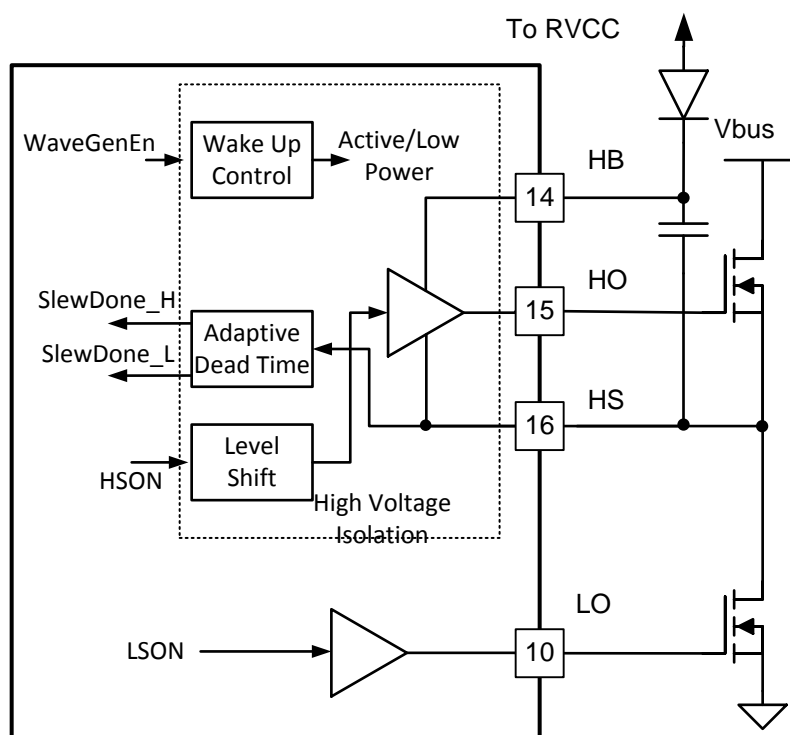 To RVCC
Vbus
WaveGenEn
Wake Up
Control
Active/Low
Power
14
HB
SlewDone_H
SlewDone_L
Adaptive
Dead Time
15
HO
16
HS
HSON
Level
Shift
High Voltage
Isolation
LSON
10
LO